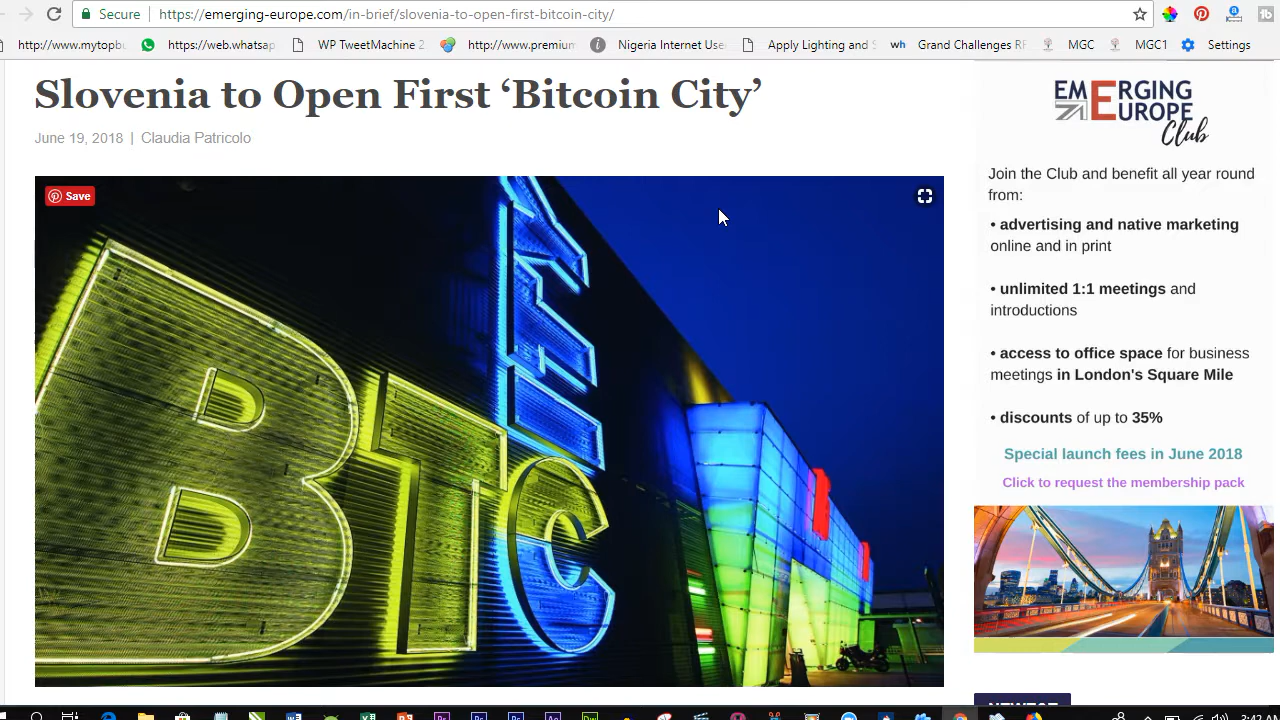 Secure
https://emerging-europe.com/in-brief/slovenia-to-open-first-bitcoin-city/
http://www.mytopbu
https://web.whatsap
WP TweetMachine 2
http://www.premium
Nigeria Internet Use
Apply Lighting and S
wh Grand Challenges RF
MGC
MGC1
Settings
Slovenia to Open First ‘Bitcoin City’
June 19, 2018 | Claudia Patricolo
Save
BTC
CITY
EMERGING
EUROPE
Club
Join the Club and benefit all year round
from:
• advertising and native marketing
online and in print
• unlimited 1:1 meetings and
introductions
• access to office space for business
meetings in London's Square Mile
• discounts of up to 35%
Special launch fees in June 2018
Click to request the membership pack
NEWEST